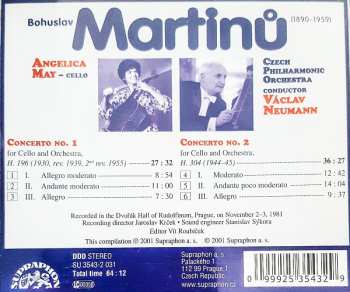 Bohuslav
Martinů
(1890-1959)
ANGELICA
MAY – CELLO
CZECH
PHILHARMONIC
ORCHESTRA
CONDUCTOR
VÁCLAV
NEUMANN
CONCERTO NO. 1
for Cello and Orchestra,
H. 196 (1930, rev. 1939, 2nd rev. 1955) 27 : 32
1 I. Allegro moderato 8 : 54
2 II. Andante moderato 11 : 00
3 III. Allegro 7 : 30
CONCERTO NO. 2
for Cello and Orchestra,
H. 304 (1944-45) 36 : 27
4 I. Moderato 12 : 42
5 II. Andante poco moderato 14 : 04
6 III. Allegro 9 : 37
Recorded in the Dvořák Hall of Rudolfinum, Prague, on November 2–3, 1981
Recording director Jaroslav Krček - Sound engineer Stanislav Sýkora
Editor Vít Roubíček
This compilation ℗ 2001 Supraphon a.s. © 2001 Supraphon a.s.
SUPRAPHON
DDD STEREO
SU 3543-2 031
Total time 64 : 12
Supraphon a. s.
Palackého 1
112 99 Prague 1
Czech Republic
0 99925 35432 9